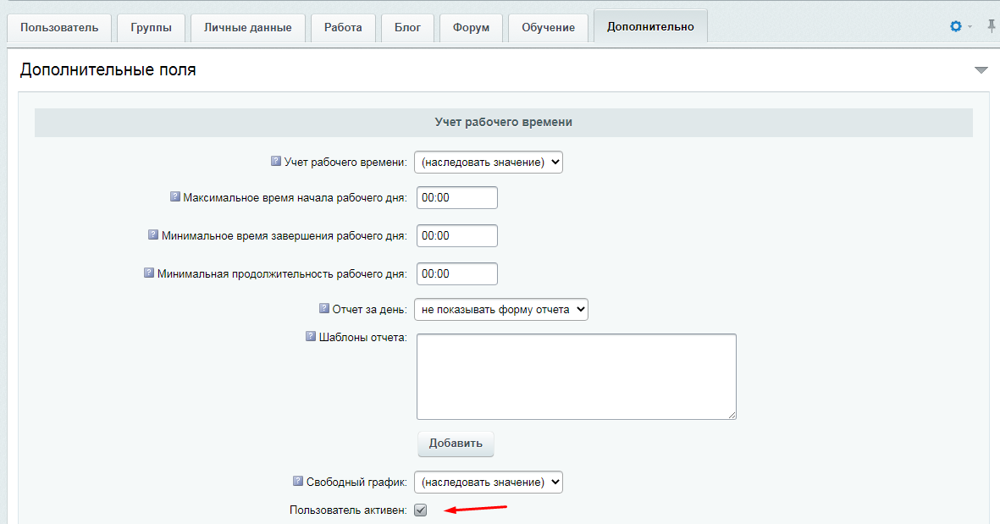 Пользователь Группы Личные данные Работа Блог Форум Обучение Дополнительно
Дополнительные поля
Учет рабочего времени
? Учет рабочего времени: (наследовать значение)
? Максимальное время начала рабочего дня: 00:00
? Минимальное время завершения рабочего дня: 00:00
? Минимальная продолжительность рабочего дня: 00:00
? Отчет за день: не показывать форму отчета
? Шаблоны отчета:
Добавить
? Свободный график: (наследовать значение)
Пользователь активен: